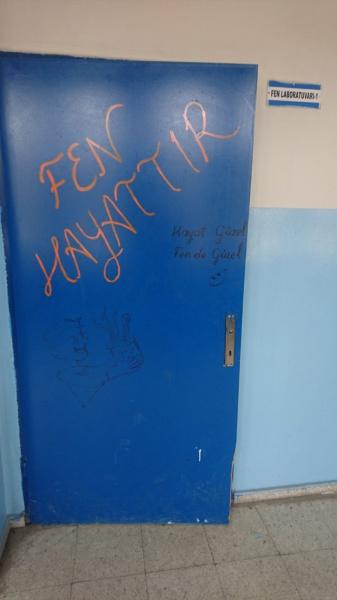 FEN LABORATUVARI-1
FEN
HAYATTIR
Hayat Güzel
Fen de Güzel